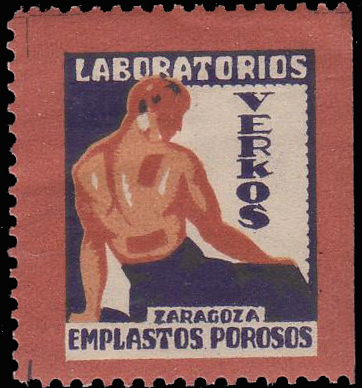 LABORATORIOS
VERKOS
ZARAGOZA
EMPLASTOS POROSOS